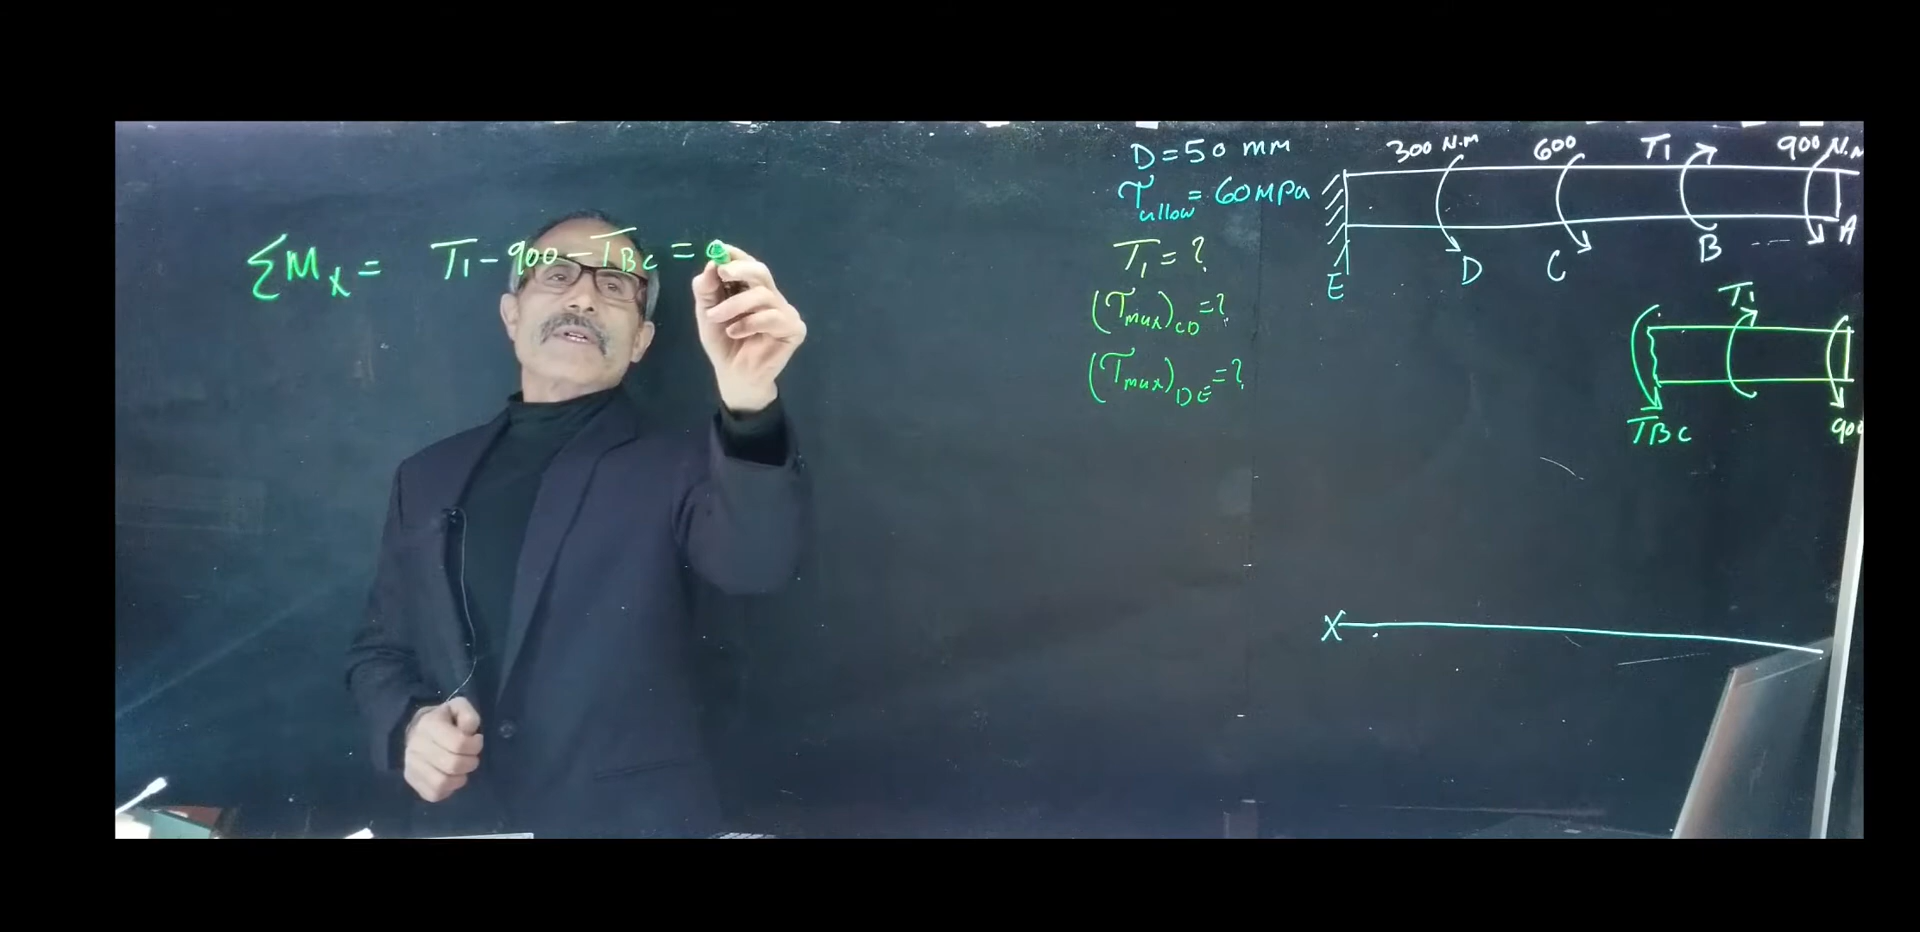 ΣMx = T1 - 900 - TBC = 0
D = 50 mm
τallow = 60 MPa
T1 = ?
(τmax)CD = ?
(τmax)DE = ?
300 N.m 600 T1 900 N.m
E D C B A
T1
TBC 900
X